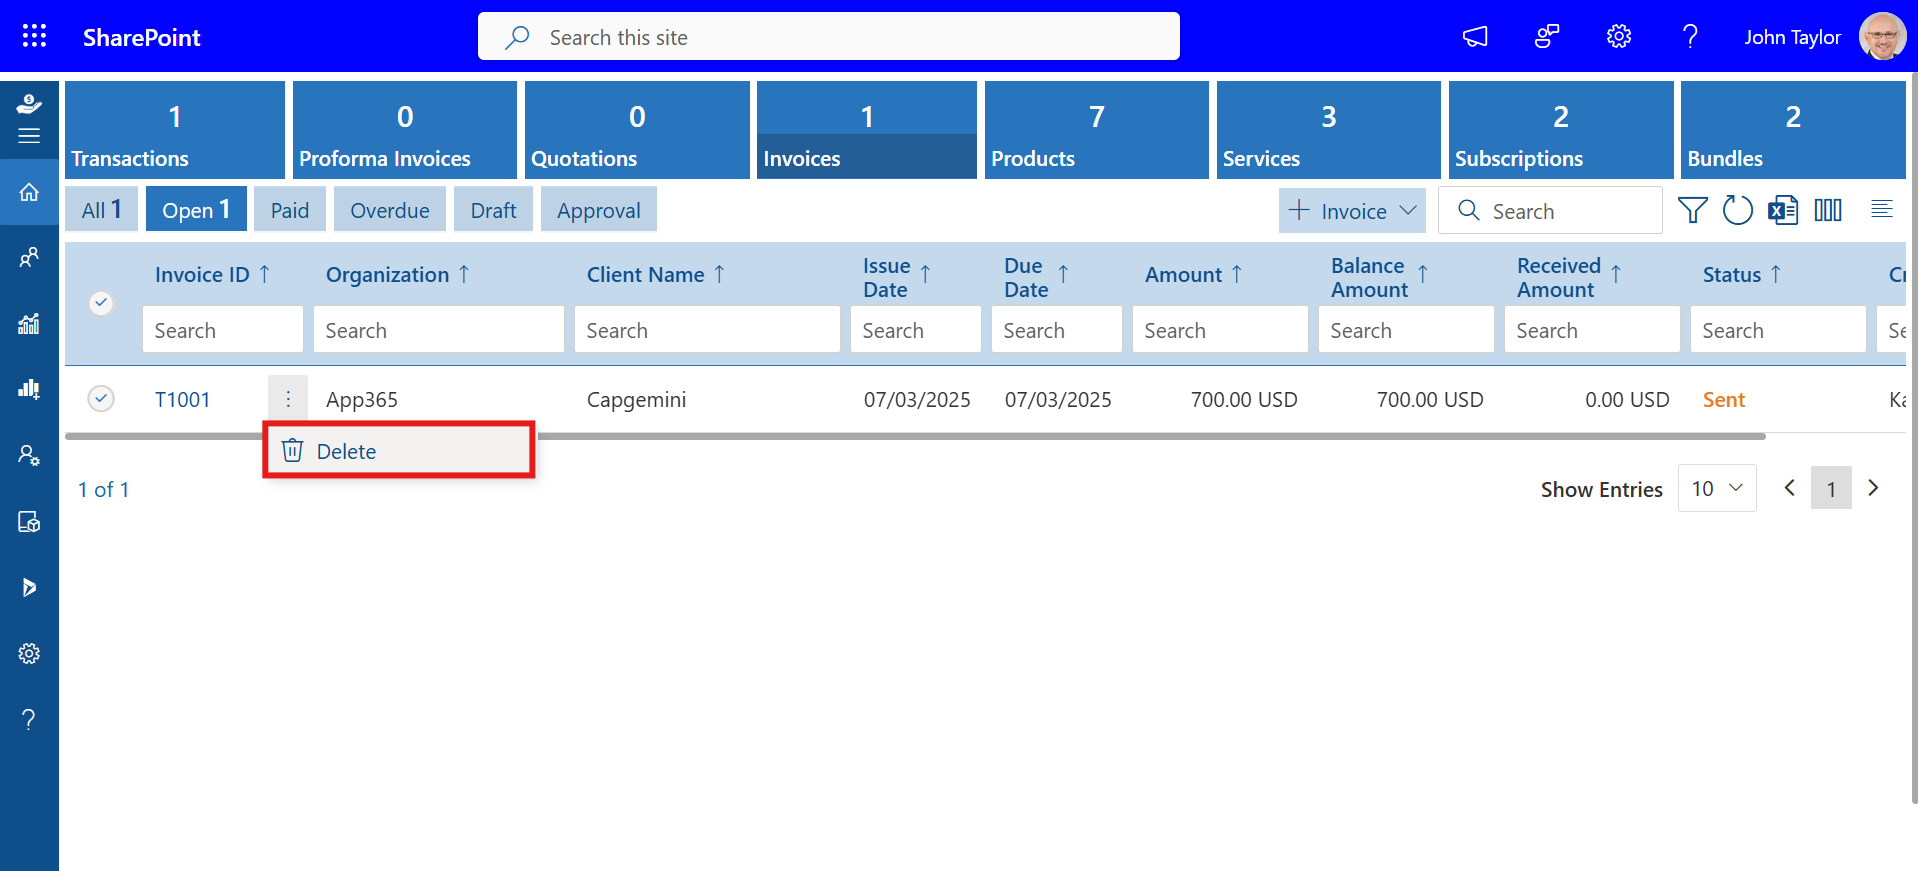 SharePoint
Search this site
?
John Taylor
1
Transactions
0
Proforma Invoices
0
Quotations
1
Invoices
7
Products
3
Services
2
Subscriptions
2
Bundles
All 1
Open 1
Paid
Overdue
Draft
Approval
+ Invoice
Search
Invoice ID ↑
Organization ↑
Client Name ↑
Issue Date ↑
Due Date ↑
Amount ↑
Balance Amount ↑
Received Amount ↑
Status ↑
Search
Search
Search
Search
Search
Search
Search
Search
Search
T1001
App365
Capgemini
07/03/2025
07/03/2025
700.00 USD
700.00 USD
0.00 USD
Sent
Delete
1 of 1
Show Entries
10
1